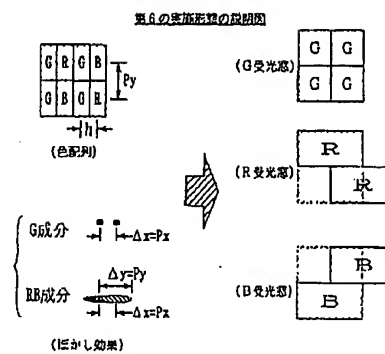 第6の実施形態の説明図
G R G B
G B G R
Py
h
(色配列)
G成分
Δx=Px
RB成分
Δy=Py
Δx=Px
(ぼかし効果)
(G受光窓)
G G
G G
(R受光窓)
R
R
(B受光窓)
B
B